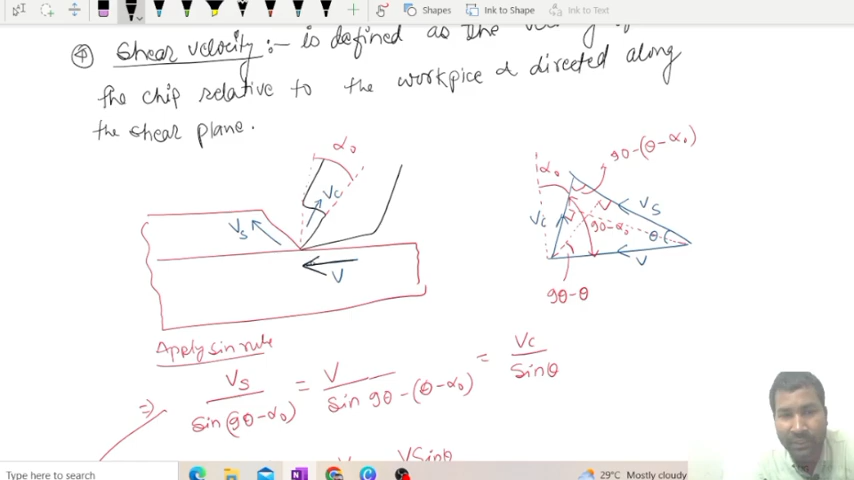 Shapes Ink to Shape Ink to Text
④ Shear velocity :- is defined as the
the chip relative to the workpice & directed along
the shear plane.
α₀
Vc
Vs
V
α₀
90-(θ-α₀)
Vs
Vc
90-α₀
θ
V
90-θ
Apply sin rule
⇒ Vs / sin(90-α₀) = V / sin 90-(θ-α₀) = Vc / sinθ
VSinθ
Type here to search
29°C Mostly cloudy